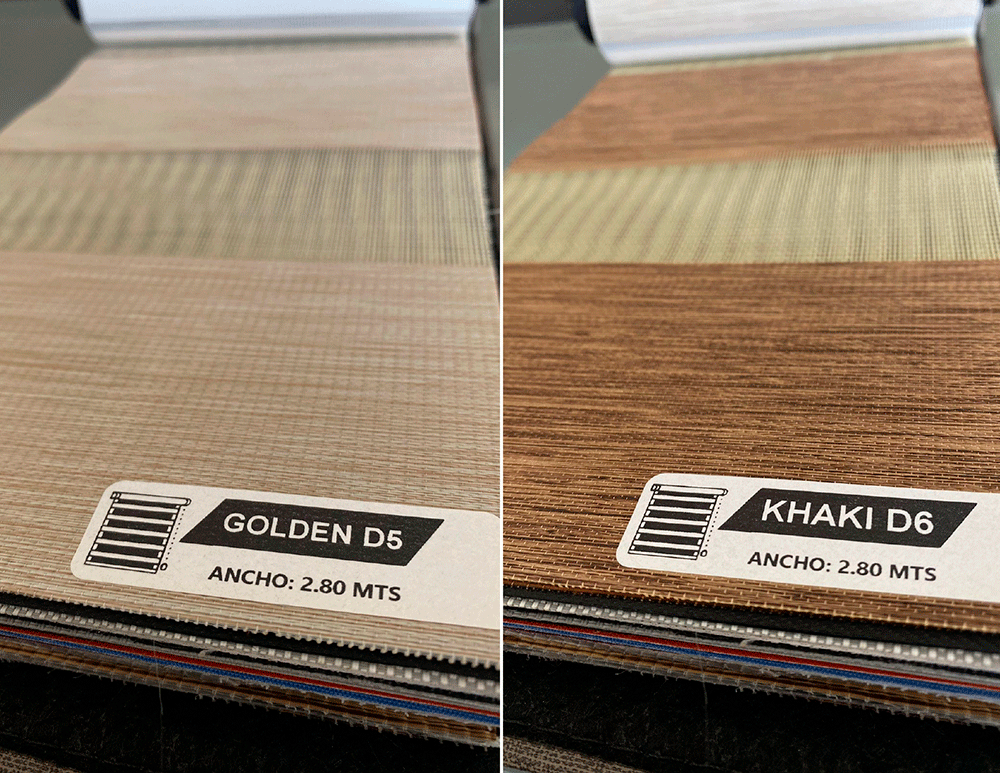 GOLDEN D5
ANCHO: 2.80 MTS
KHAKI D6
ANCHO: 2.80 MTS